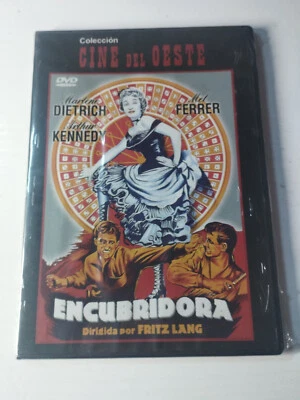 Colección
CINE DEL OESTE
DVD
Marlene
DIETRICH
Mel
FERRER
Arthur
KENNEDY
ENCUBRIDORA
Dirigida por FRITZ LANG